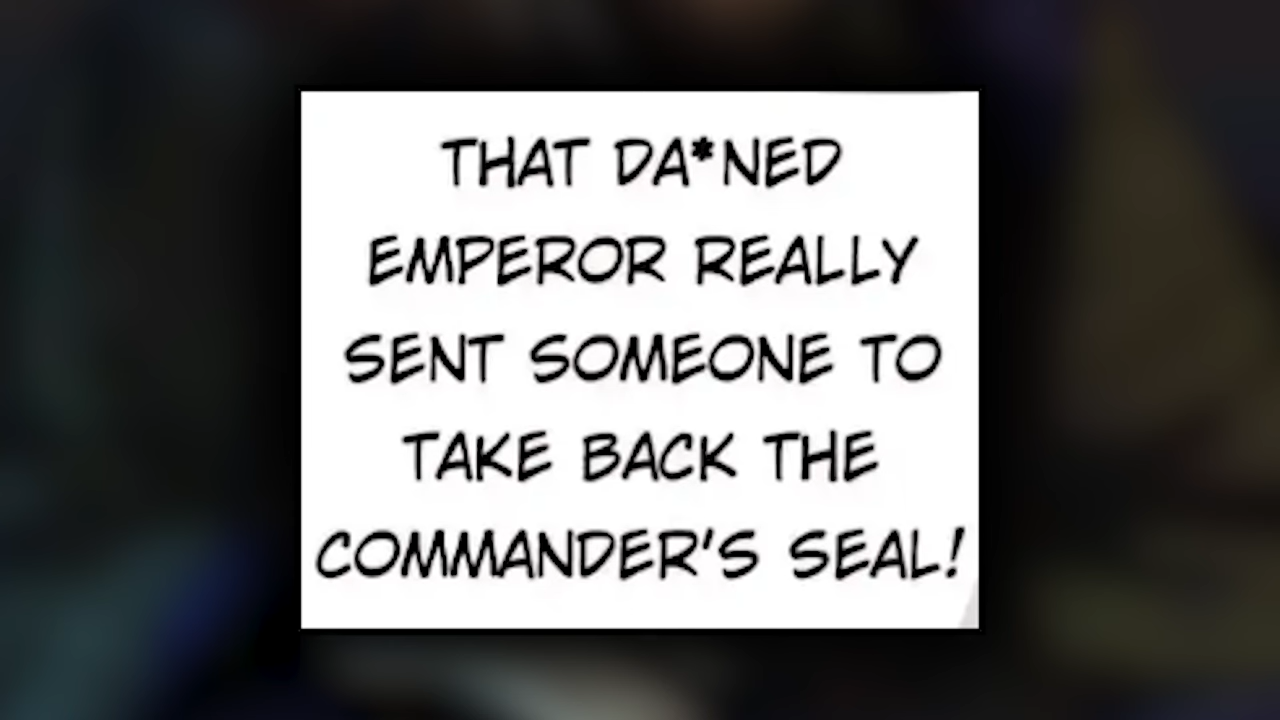 THAT DA*NED
EMPEROR REALLY
SENT SOMEONE TO
TAKE BACK THE
COMMANDER'S SEAL!